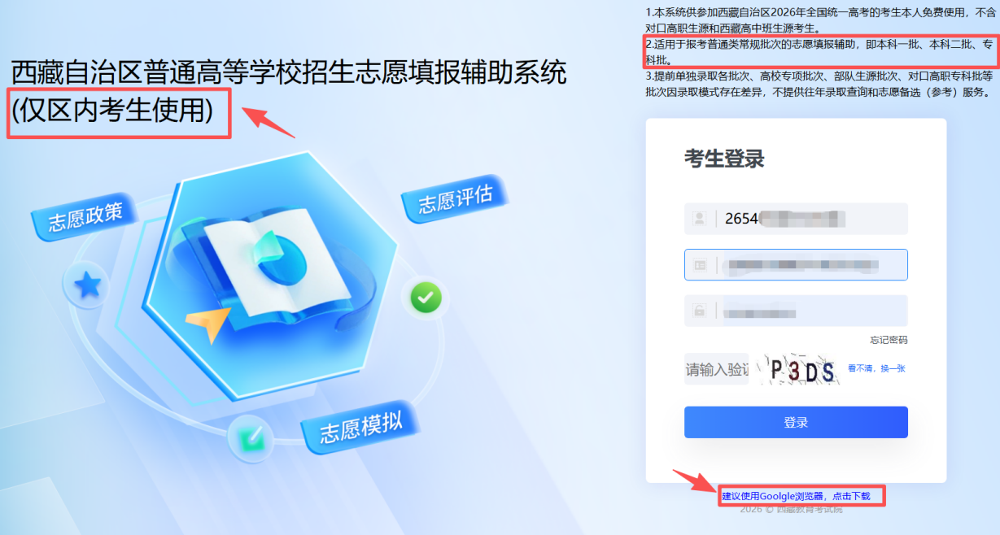 西藏自治区普通高等学校招生志愿填报辅助系统
(仅区内考生使用)
志愿政策
志愿评估
志愿模拟
1.本系统供参加西藏自治区2026年全国统一高考的考生本人免费使用，不含
对口高职生源和西藏高中班生源考生。
2.适用于报考普通类常规批次的志愿填报辅助，即本科一批、本科二批、专
科批。
3.提前单独录取各批次、高校专项批次、部队生源批次、对口高职专科批等
批次因录取模式存在差异，不提供往年录取查询和志愿备选（参考）服务。
考生登录
2654
忘记密码
请输入验证
P3DS
看不清，换一张
登录
建议使用Goolgle浏览器，点击下载
2026 © 西藏教育考试院